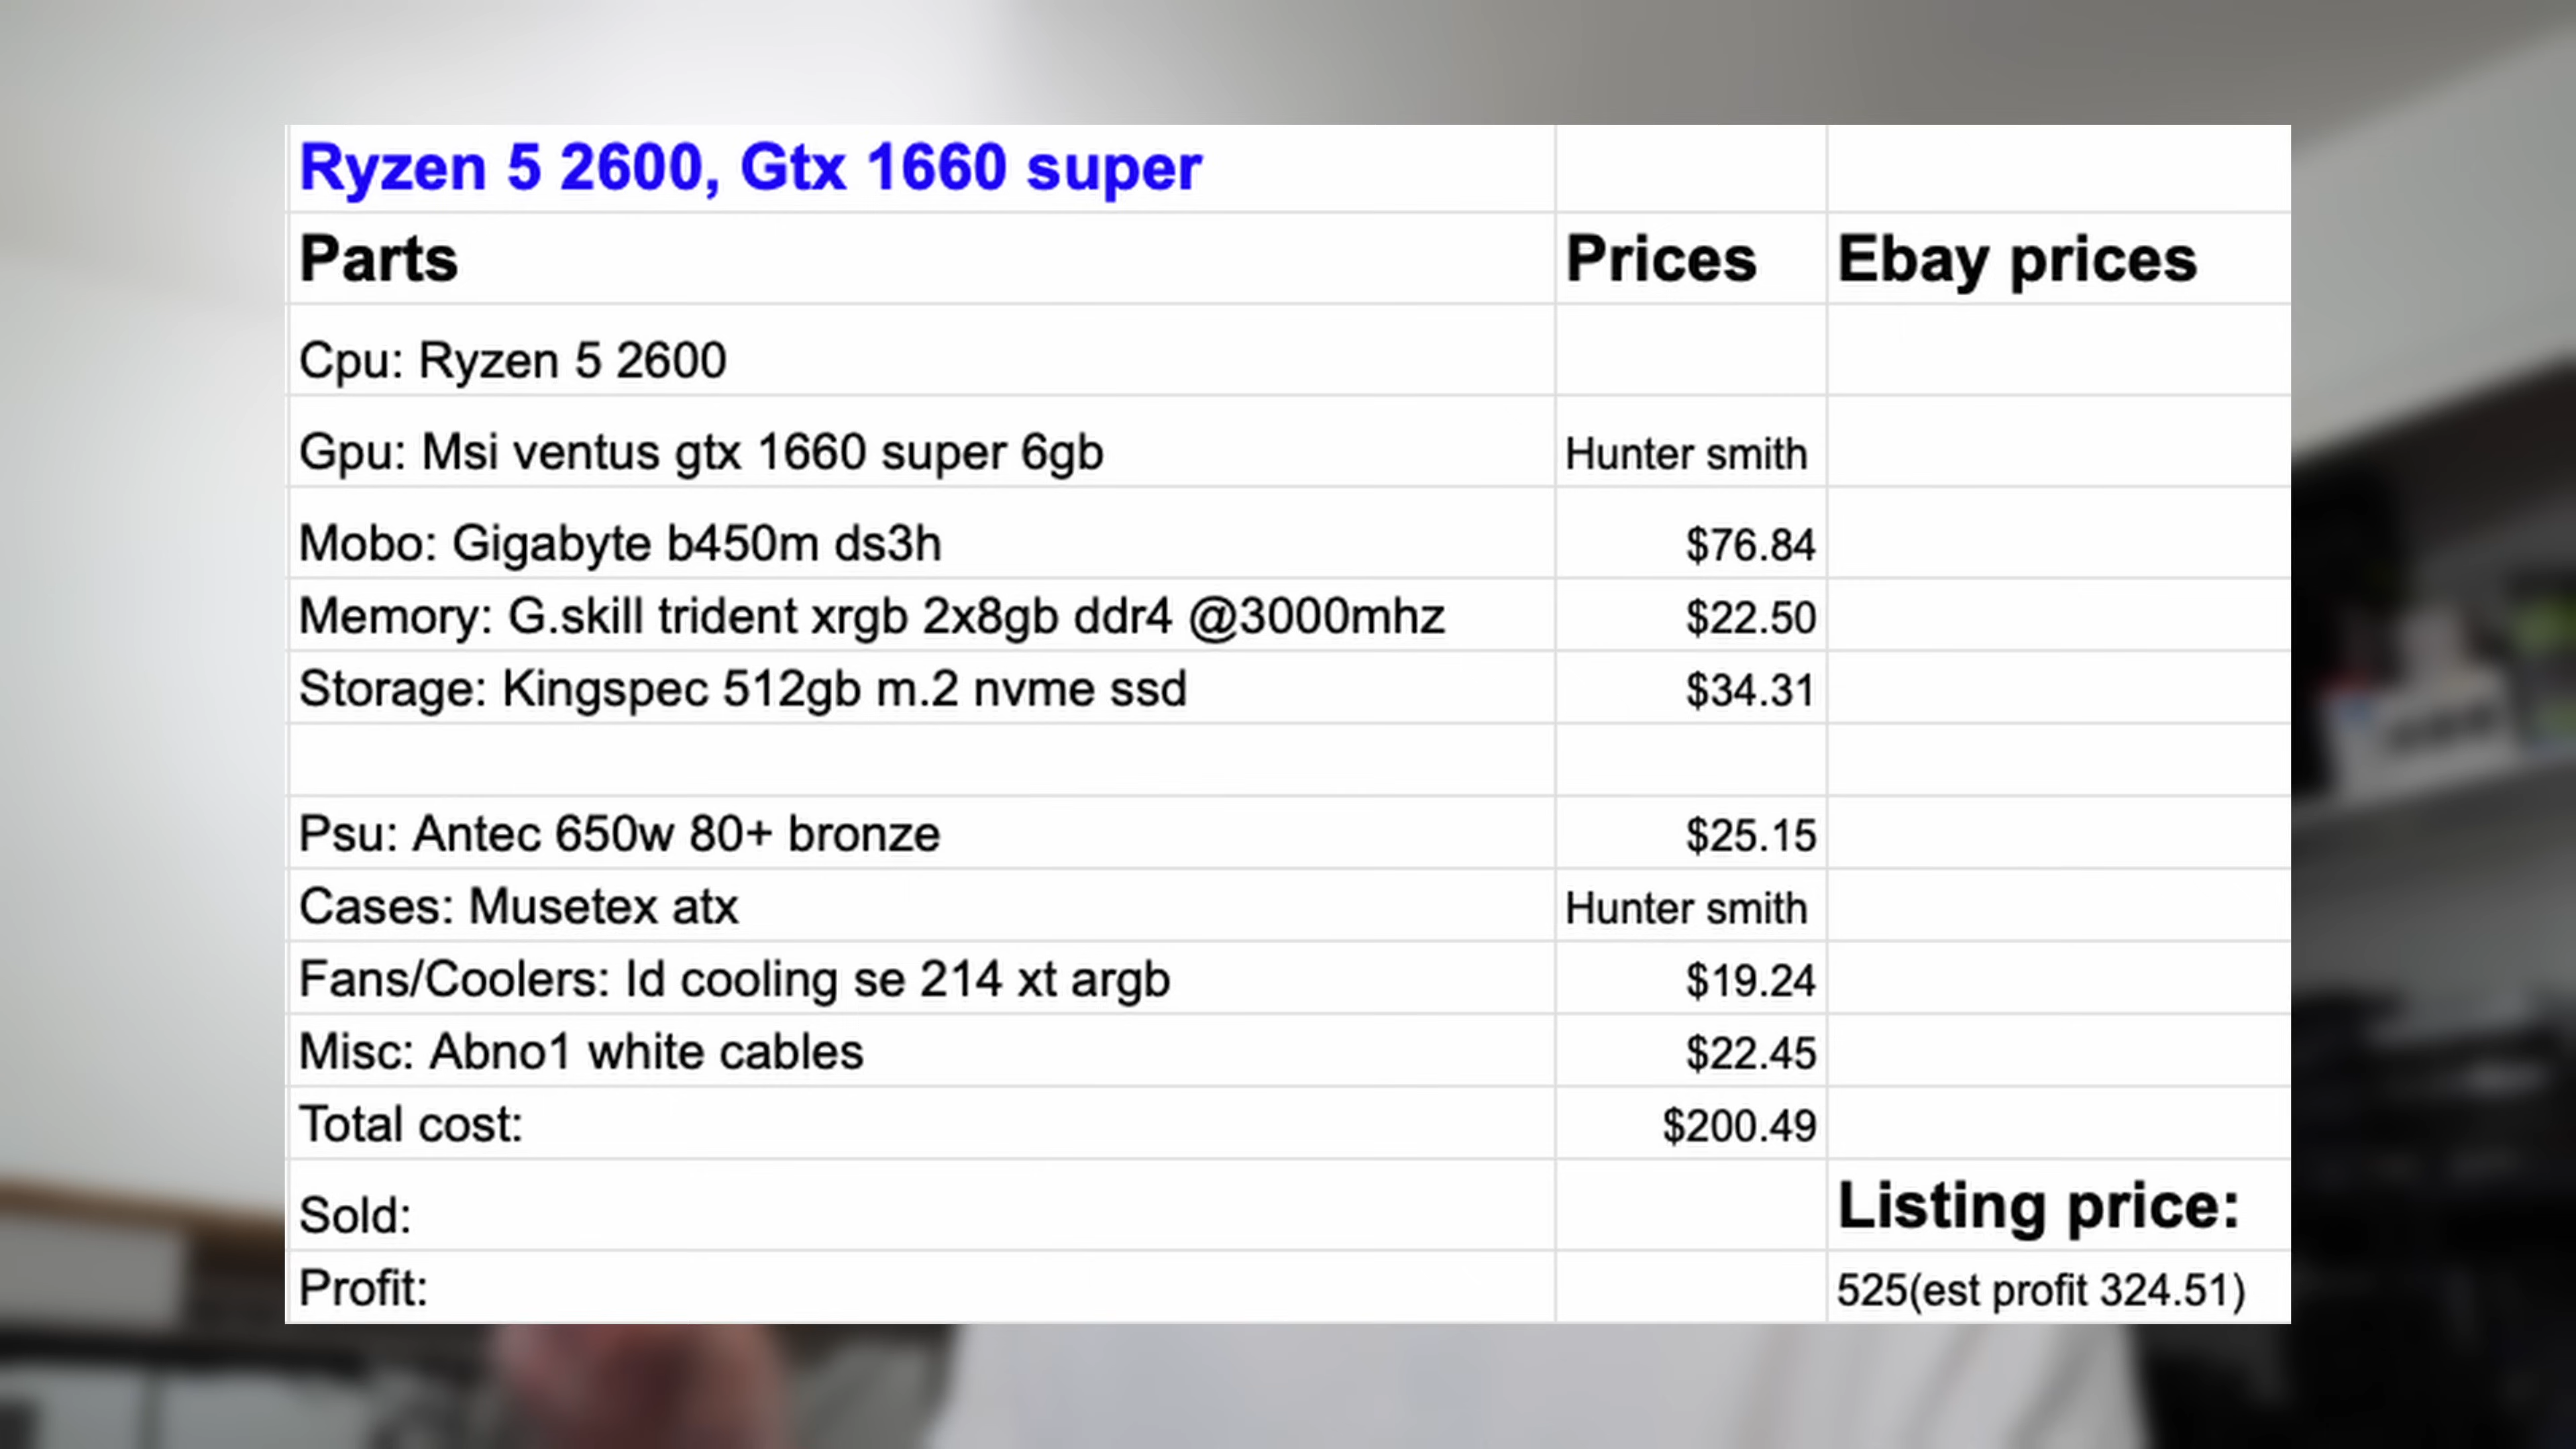 Ryzen 5 2600, Gtx 1660 super
Parts Prices Ebay prices
Cpu: Ryzen 5 2600
Gpu: Msi ventus gtx 1660 super 6gb Hunter smith
Mobo: Gigabyte b450m ds3h $76.84
Memory: G.skill trident xrgb 2x8gb ddr4 @3000mhz $22.50
Storage: Kingspec 512gb m.2 nvme ssd $34.31
Psu: Antec 650w 80+ bronze $25.15
Cases: Musetex atx Hunter smith
Fans/Coolers: Id cooling se 214 xt argb $19.24
Misc: Abno1 white cables $22.45
Total cost: $200.49
Sold: Listing price:
Profit: 525(est profit 324.51)